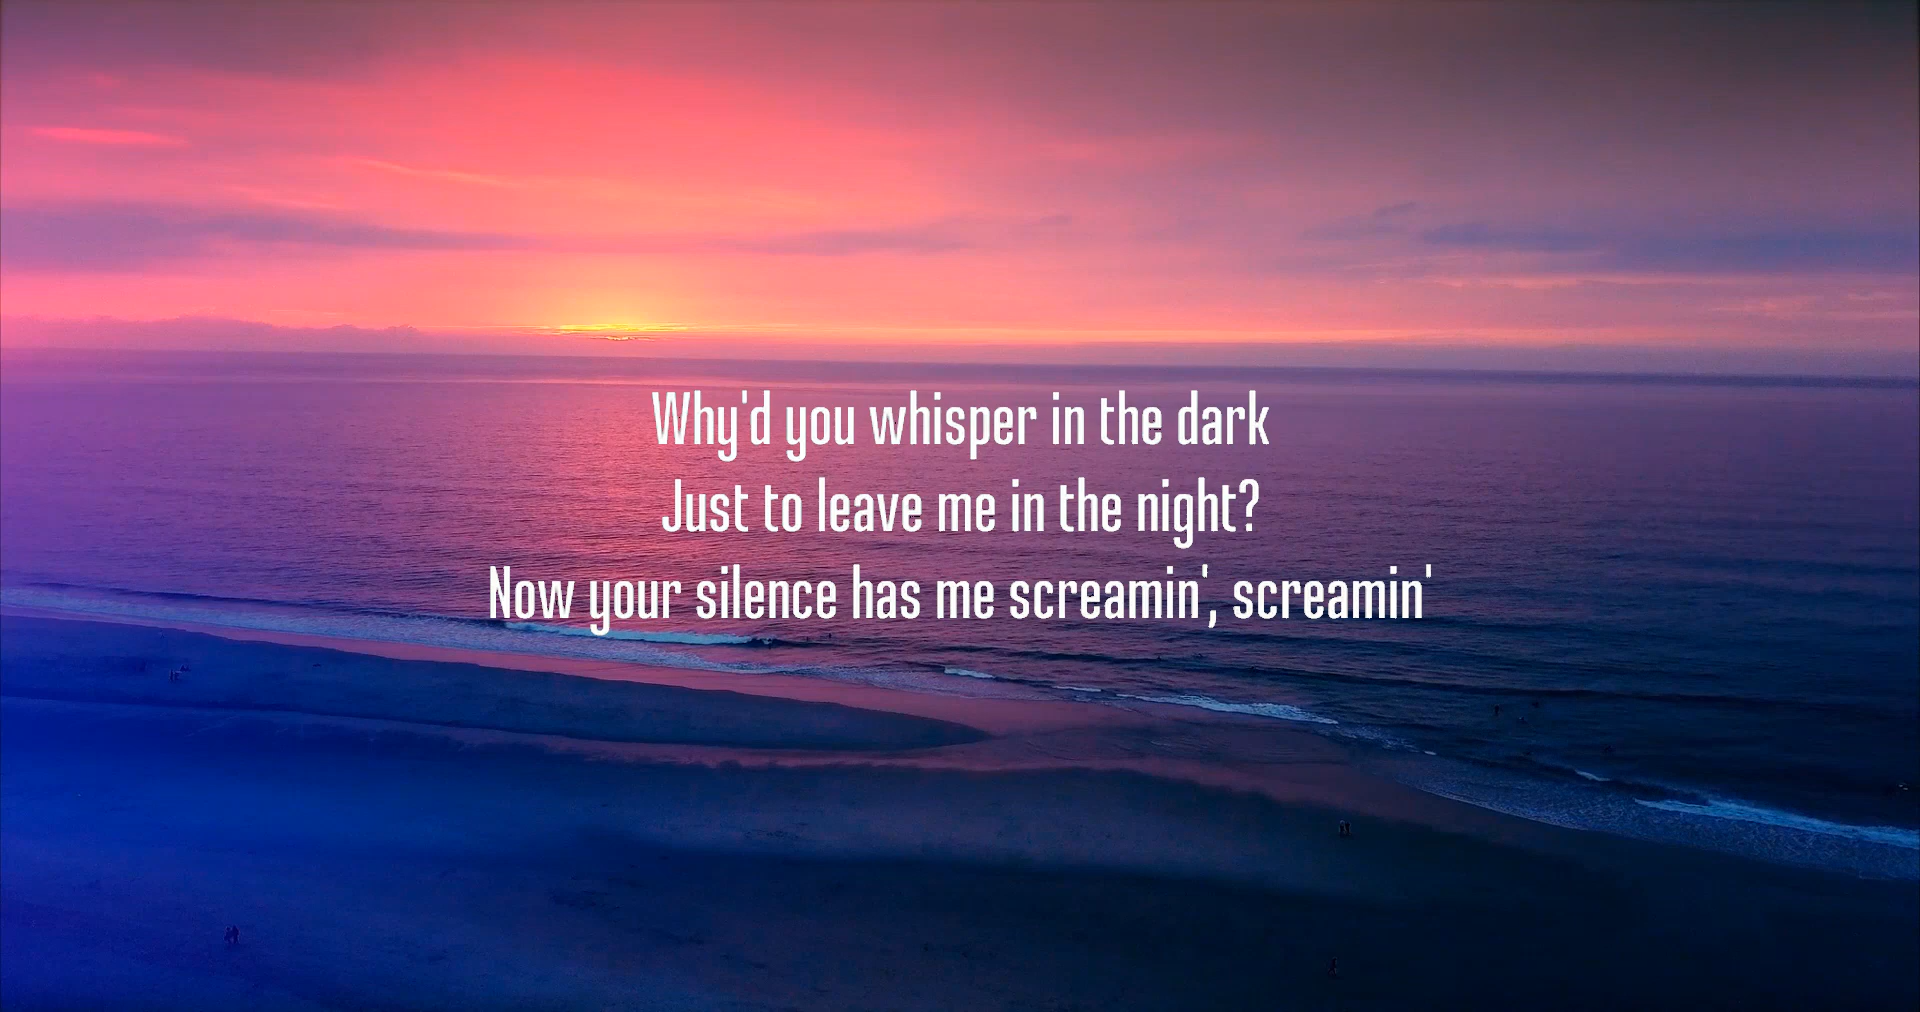 Why'd you whisper in the dark
Just to leave me in the night?
Now your silence has me screamin', screamin'